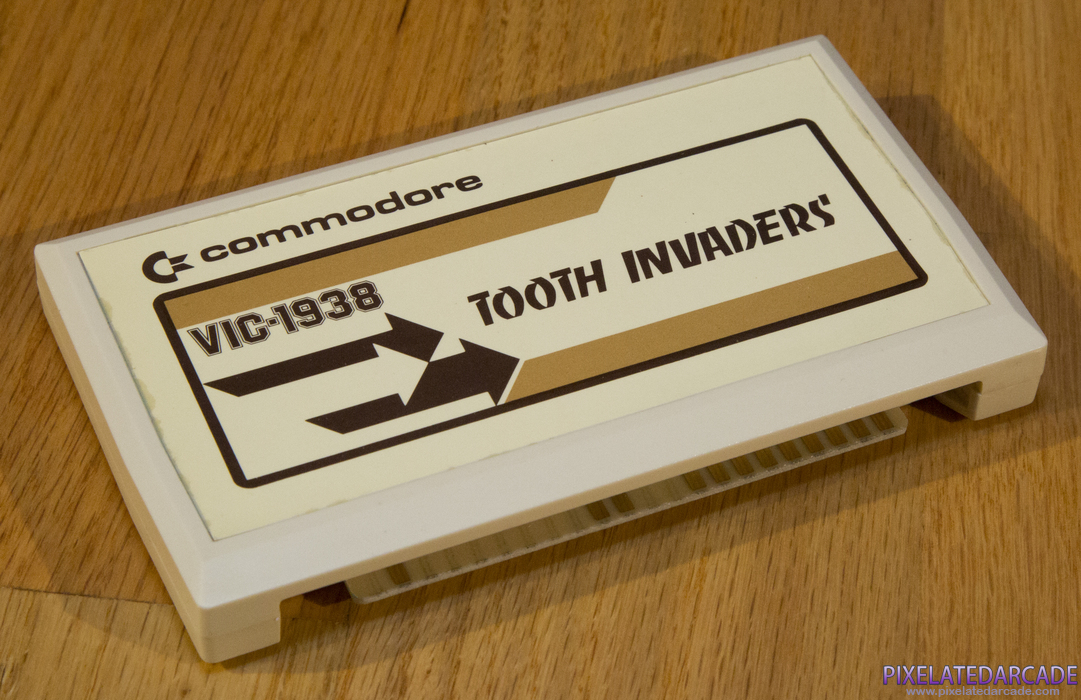 commodore
VIC-1938
TOOTH INVADERS
PIXELATEDARCADE
www.pixelatedarcade.com